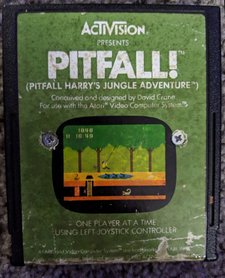 ACTIVISION
PRESENTS
PITFALL!™
(PITFALL HARRY'S JUNGLE ADVENTURE™)
Conceived and designed by David Crane
For use with the Atari® Video Computer System™
ONE PLAYER AT A TIME
USING LEFT JOYSTICK CONTROLLER